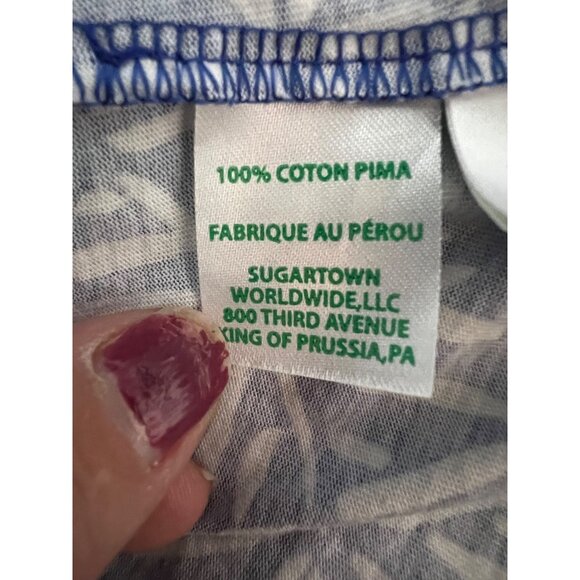 100% COTON PIMA
FABRIQUE AU PÉROU
SUGARTOWN
WORLDWIDE,LLC
800 THIRD AVENUE
KING OF PRUSSIA,PA